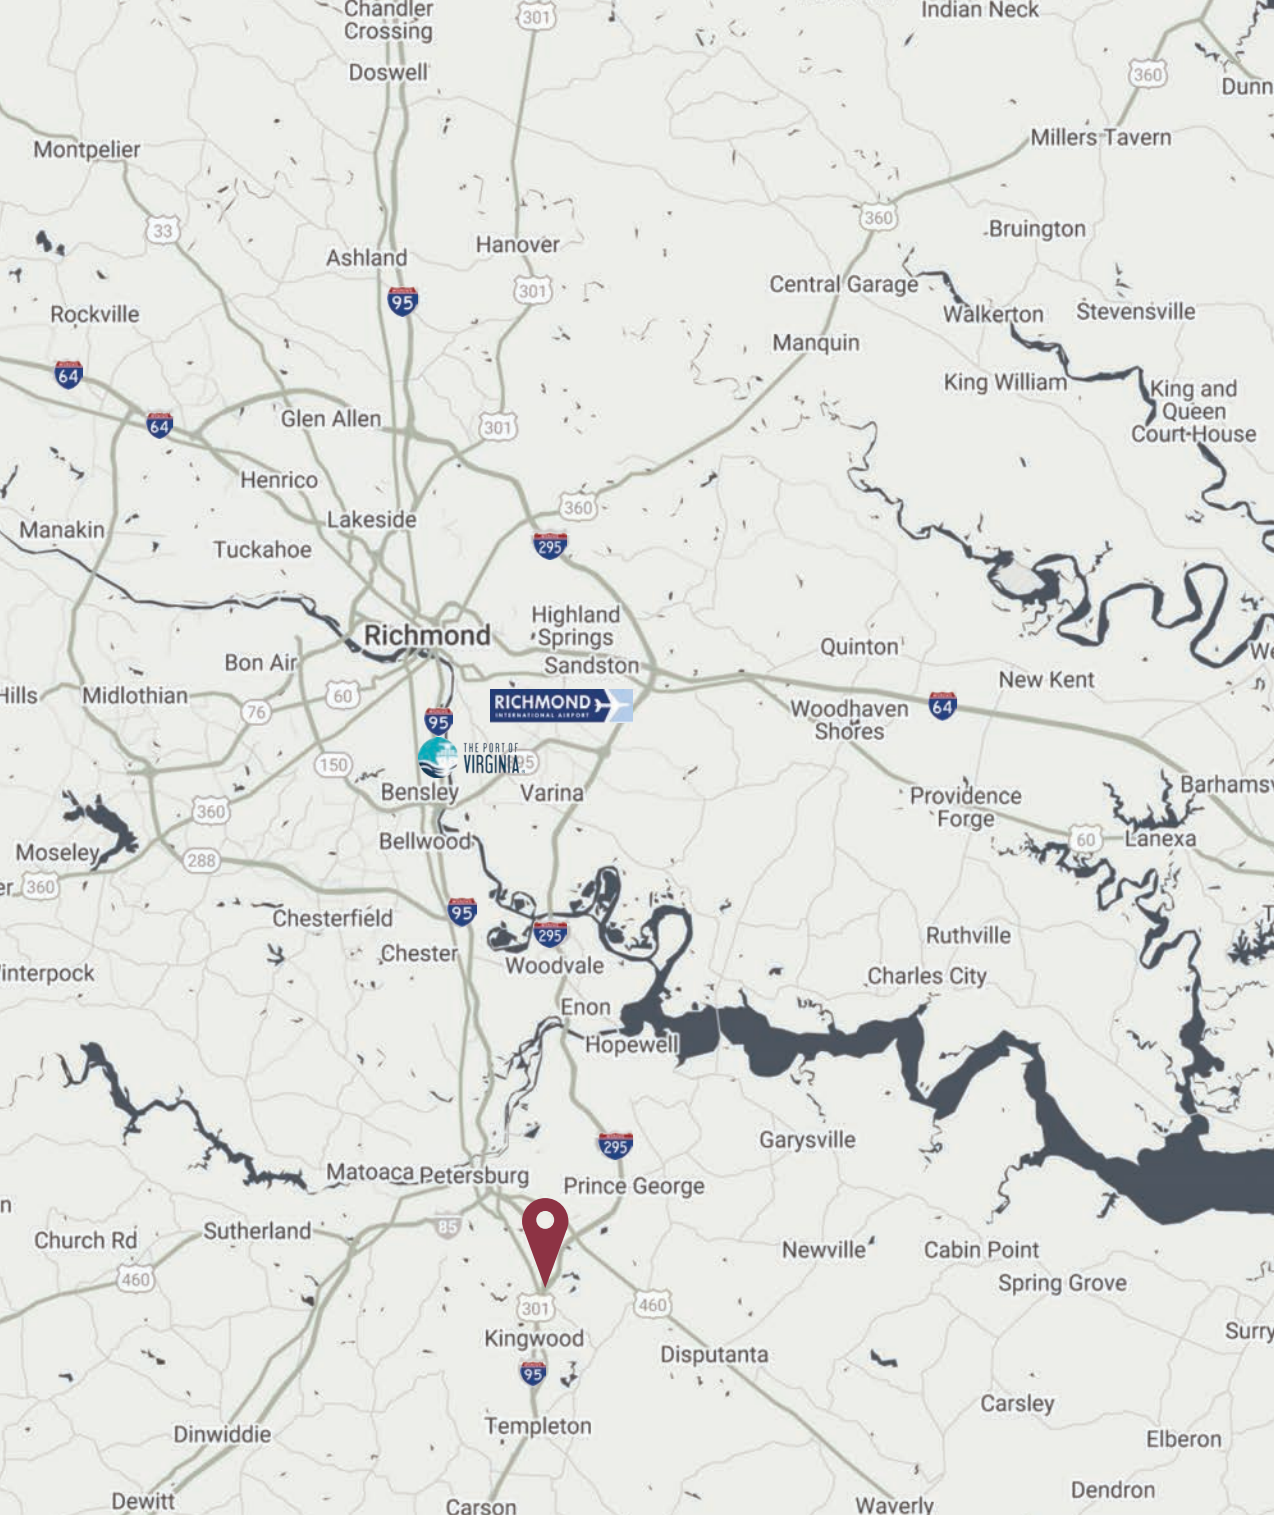 Chandler
Crossing
301
Indian Neck
Doswell
360
Dunn
Millers Tavern
Montpelier
33
360
Bruington
Hanover
Ashland
Central Garage
301
95
Rockville
Walkerton
Stevensville
Manquin
64
King William
King and
Queen
Court House
Glen Allen
64
301
Henrico
360
Lakeside
Manakin
295
Tuckahoe
Highland
Springs
Richmond
Quinton
We
Bon Air
Sandston
New Kent
Hills
Midlothian
60
76
RICHMOND
INTERNATIONAL AIRPORT
64
Woodhaven
Shores
95
THE PORT OF
VIRGINIA
95
150
Bensley
Varina
Barhamsv
Providence
Forge
360
60
Lanexa
Bellwood
Moseley
288
er
360
95
Chesterfield
295
Ruthville
T
Chester
Woodvale
interpock
Charles City
Enon
Hopewell
295
Garysville
Matoaca
Petersburg
Prince George
n
85
Sutherland
Church Rd
Newville
Cabin Point
460
Spring Grove
301
460
Kingwood
Surry
Disputanta
95
Carsley
Templeton
Dinwiddie
Elberon
Dendron
Dewitt
Carson
Waverly